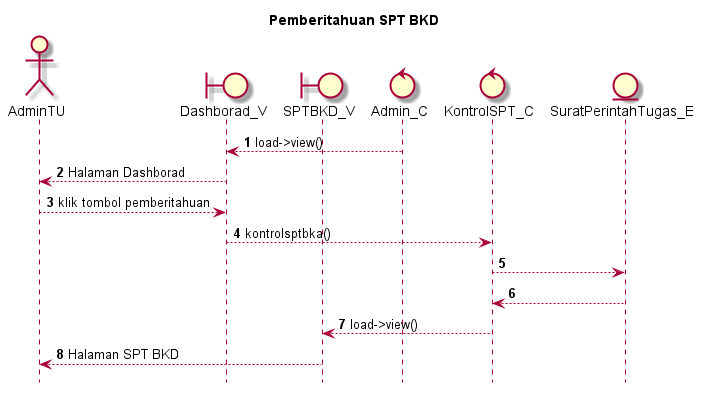 Pemberitahuan SPT BKD
AdminTU
Dashborad_V
SPTBKD_V
Admin_C
KontrolSPT_C
SuratPerintahTugas_E
1 load->view()
2 Halaman Dashborad
3 klik tombol pemberitahuan
4 kontrolsptbka()
5
6
7 load->view()
8 Halaman SPT BKD